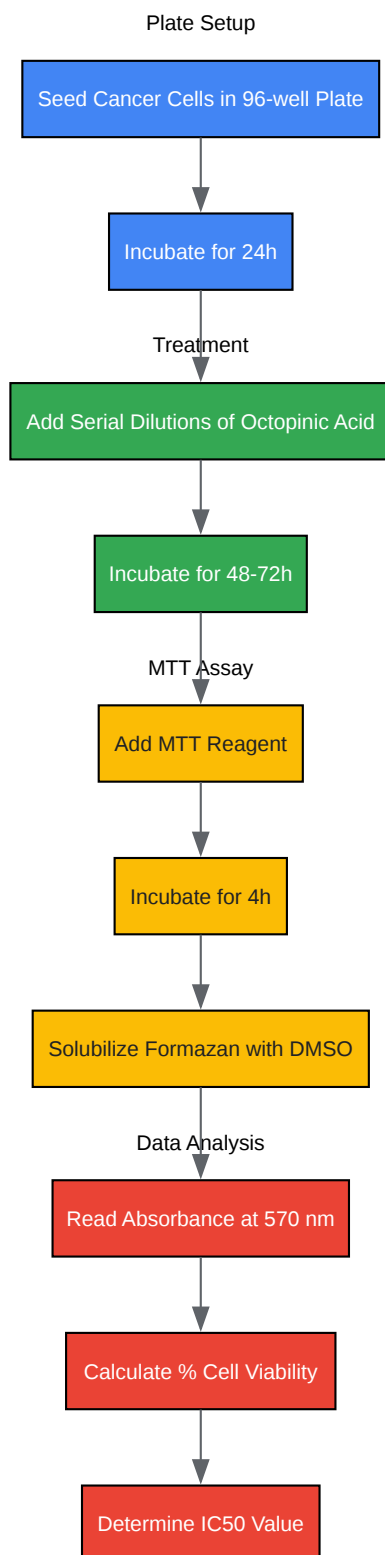 Plate Setup
Seed Cancer Cells in 96-well Plate
Incubate for 24h
Treatment
Add Serial Dilutions of Octopinic Acid
Incubate for 48-72h
MTT Assay
Add MTT Reagent
Incubate for 4h
Solubilize Formazan with DMSO
Data Analysis
Read Absorbance at 570 nm
Calculate % Cell Viability
Determine IC50 Value